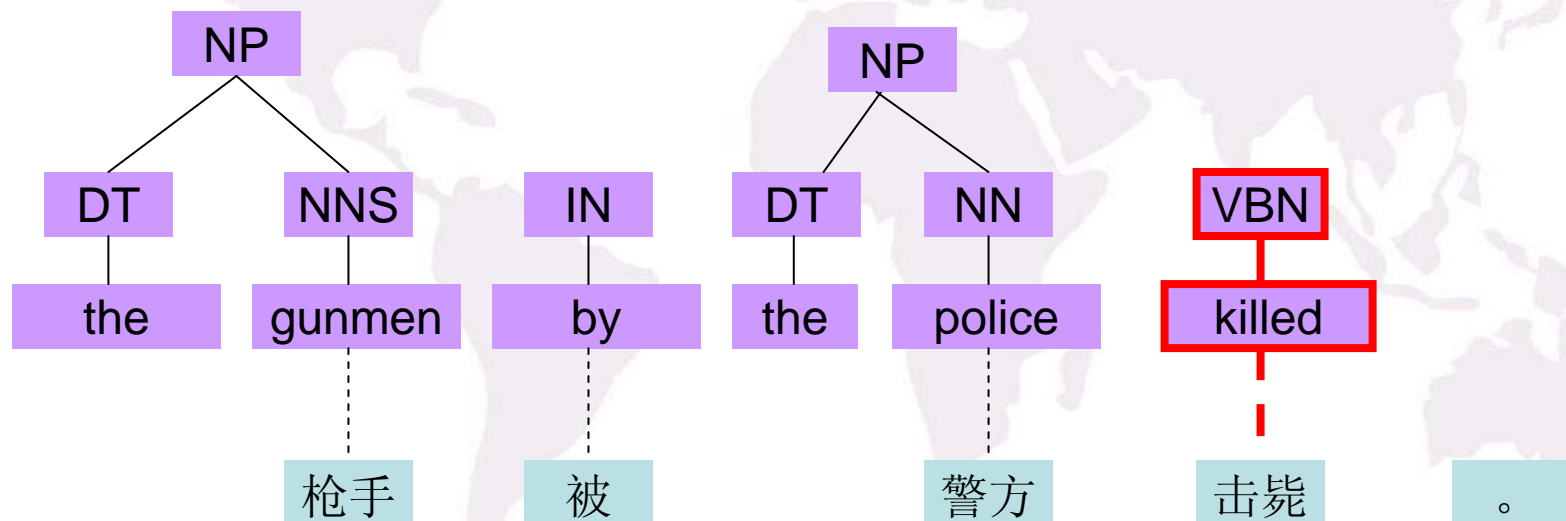 NP NP
DT NNS IN DT NN VBN
the gunmen by the police killed
枪手 被 警方 击毙 。